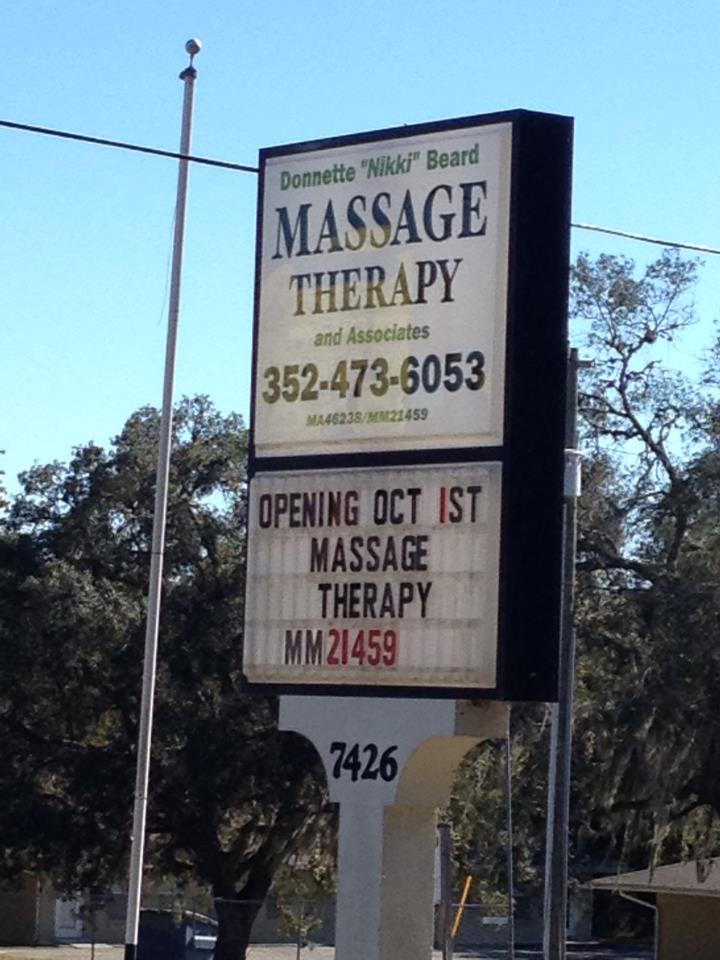 Donnette "Nikki" Beard
MASSAGE
THERAPY
and Associates
352-473-6053
MA46238/MM21459
OPENING OCT 1ST
MASSAGE
THERAPY
MM21459
7426